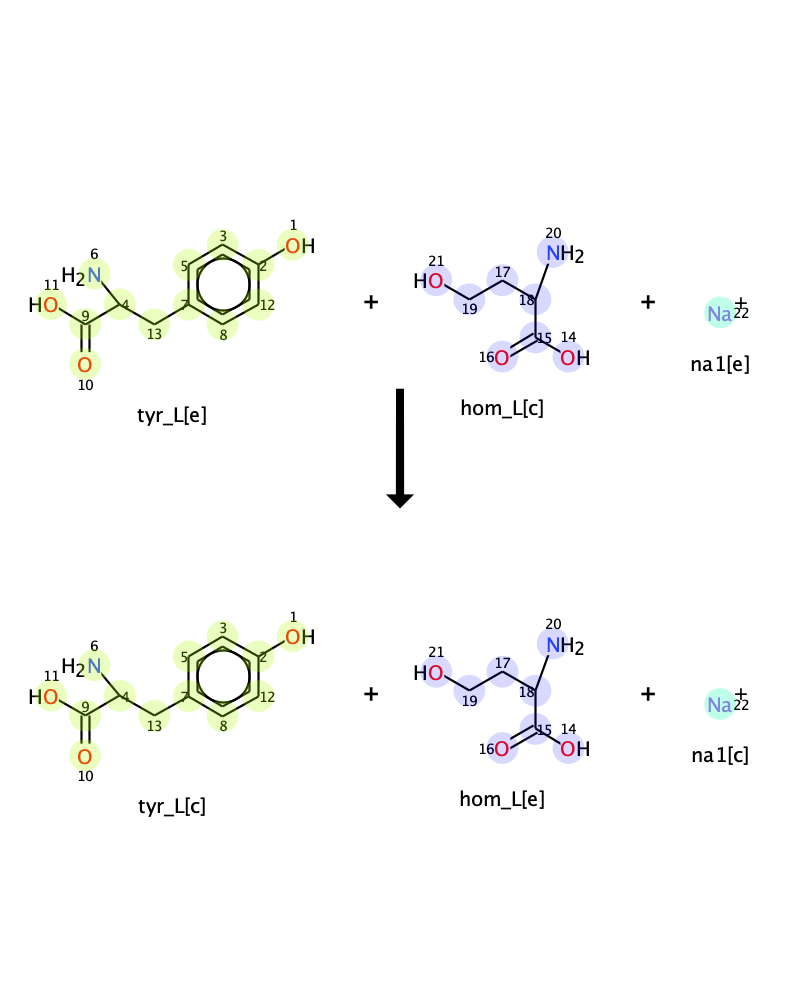 1
OH
3
6
H₂N
5
2
11
HO
9
4
7
12
13
8
O
10
tyr_L[e]
+
20
NH₂
21
HO
17
18
19
15
14
16O
OH
hom_L[c]
+
Na+
22
na1[e]
1
OH
3
6
H₂N
5
2
11
HO
9
4
7
12
13
8
O
10
tyr_L[c]
+
20
NH₂
21
HO
17
18
19
15
14
16O
OH
hom_L[e]
+
Na+
22
na1[c]